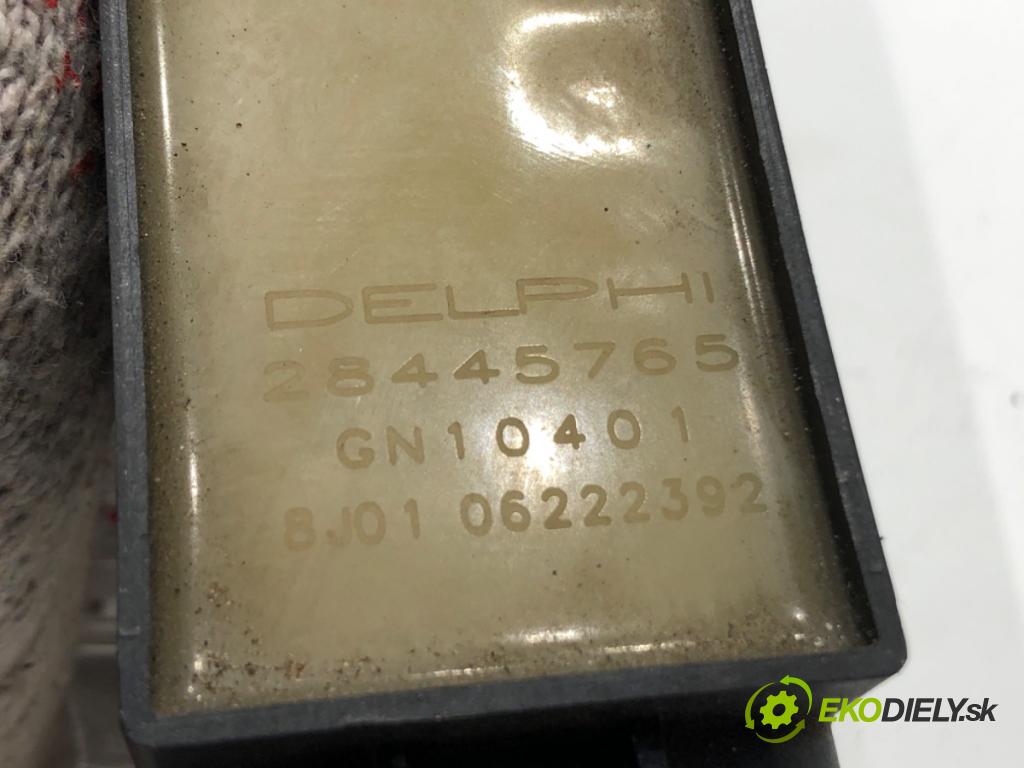 DELPHI
28445765
GN10401
8J01 06222392
EKODIELY.sk